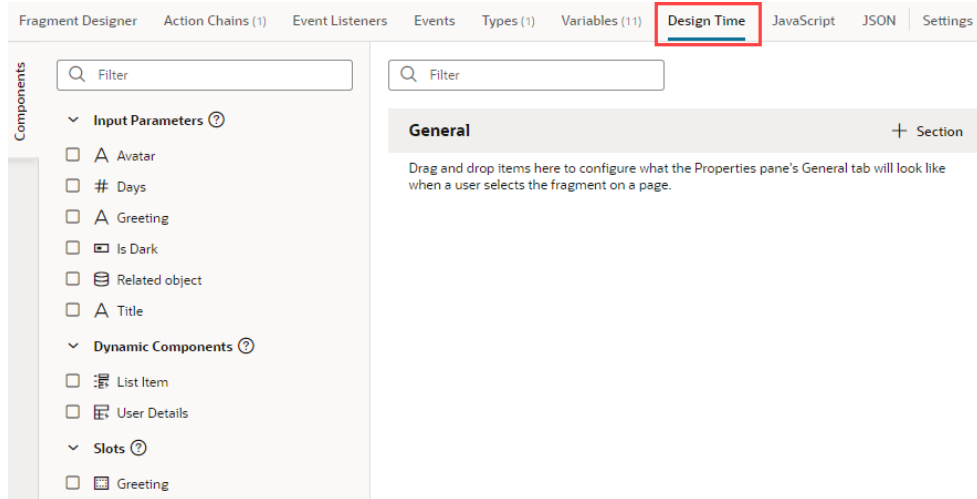 Fragment Designer Action Chains (1) Event Listeners Events Types (1) Variables (11) Design Time JavaScript JSON Settings
Components
Filter
Input Parameters ?
A Avatar
# Days
A Greeting
Is Dark
Related object
A Title
Dynamic Components ?
List Item
User Details
Slots ?
Greeting
Filter
General
+ Section
Drag and drop items here to configure what the Properties pane's General tab will look like
when a user selects the fragment on a page.